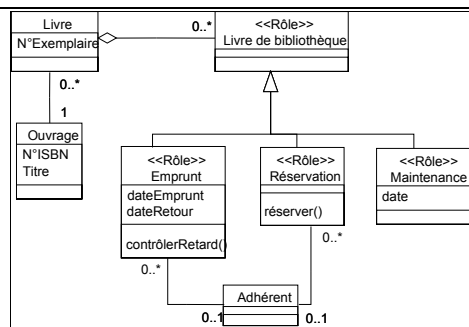 Livre
N°Exemplaire
0..*
<<Rôle>>
Livre de bibliothèque
0..*
1
Ouvrage
N°ISBN
Titre
<<Rôle>>
Emprunt
dateEmprunt
dateRetour
contrôlerRetard()
<<Rôle>>
Réservation
réserver()
<<Rôle>>
Maintenance
date
0..*
0..*
Adhérent
0..1
0..1